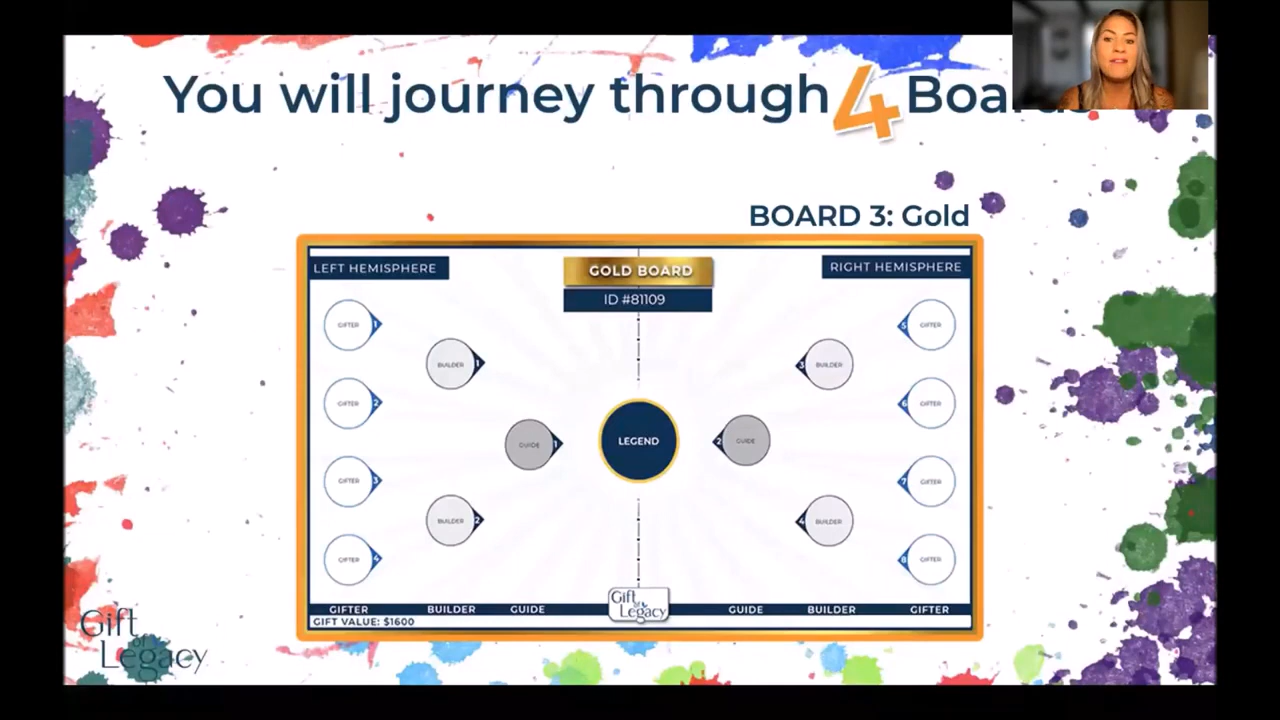 You will journey through 4 Boa
BOARD 3: Gold
LEFT HEMISPHERE
GOLD BOARD
RIGHT HEMISPHERE
ID #81109
GIFTER 1
5 GIFTER
BUILDER 1
3 BUILDER
GIFTER 2
6 GIFTER
GUIDE 1
LEGEND
2 GUIDE
GIFTER 3
7 GIFTER
BUILDER 2
4 BUILDER
GIFTER 4
8 GIFTER
Gift of Legacy
GIFTER BUILDER GUIDE
GUIDE BUILDER GIFTER
GIFT VALUE: $1600
Gift
of
Legacy